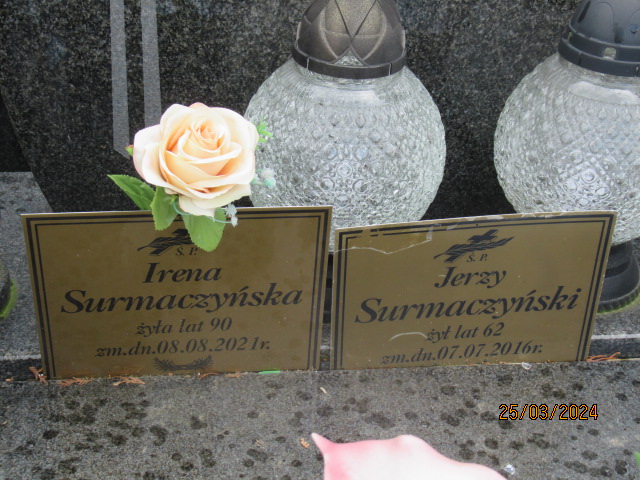 Ś. P.
Irena
Surmaczyńska
żyła lat 90
zm.dn.08.08.2021r.
Ś. P.
Jerzy
Surmaczyński
żył lat 62
zm.dn.07.07.2016r.
25/03/2024